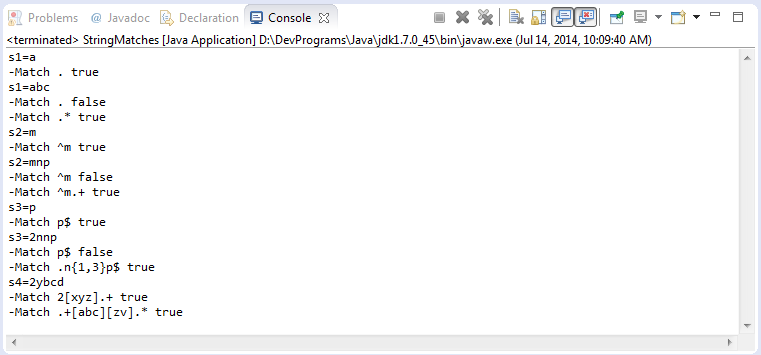 Problems @ Javadoc Declaration Console
<terminated> StringMatches [Java Application] D:\DevPrograms\Java\jdk1.7.0_45\bin\javaw.exe (Jul 14, 2014, 10:09:40 AM)
s1=a
-Match . true
s1=abc
-Match . false
-Match .* true
s2=m
-Match ^m true
s2=mnp
-Match ^m false
-Match ^m.+ true
s3=p
-Match p$ true
s3=2nnp
-Match p$ false
-Match .n{1,3}p$ true
s4=2ybcd
-Match 2[xyz].+ true
-Match .+[abc][zv].* true